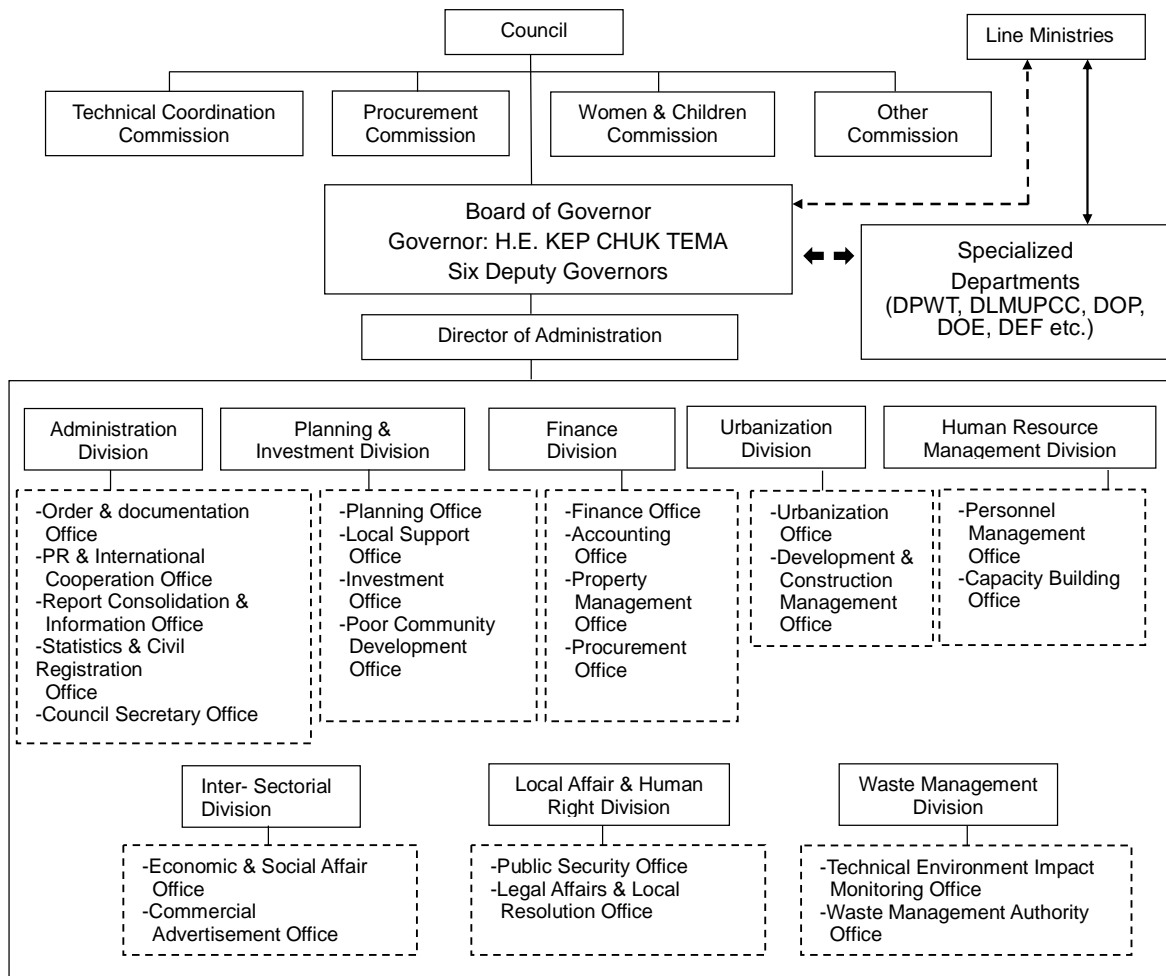 Council
Line Ministries
Technical Coordination
Commission
Procurement
Commission
Women & Children
Commission
Other
Commission
Board of Governor
Governor: H.E. KEP CHUK TEMA
Six Deputy Governors
Specialized
Departments
(DPWT, DLMUPCC, DOP,
DOE, DEF etc.)
Director of Administration
Administration
Division
Planning &
Investment Division
Finance
Division
Urbanization
Division
Human Resource
Management Division
-Order & documentation
Office
-PR & International
Cooperation Office
-Report Consolidation &
Information Office
-Statistics & Civil
Registration
Office
-Council Secretary Office
-Planning Office
-Local Support
Office
-Investment
Office
-Poor Community
Development
Office
-Finance Office
-Accounting
Office
-Property
Management
Office
-Procurement
Office
-Urbanization
Office
-Development &
Construction
Management
Office
-Personnel
Management
Office
-Capacity Building
Office
Inter- Sectorial
Division
Local Affair & Human
Right Division
Waste Management
Division
-Economic & Social Affair
Office
-Commercial
Advertisement Office
-Public Security Office
-Legal Affairs & Local
Resolution Office
-Technical Environment Impact
Monitoring Office
-Waste Management Authority
Office